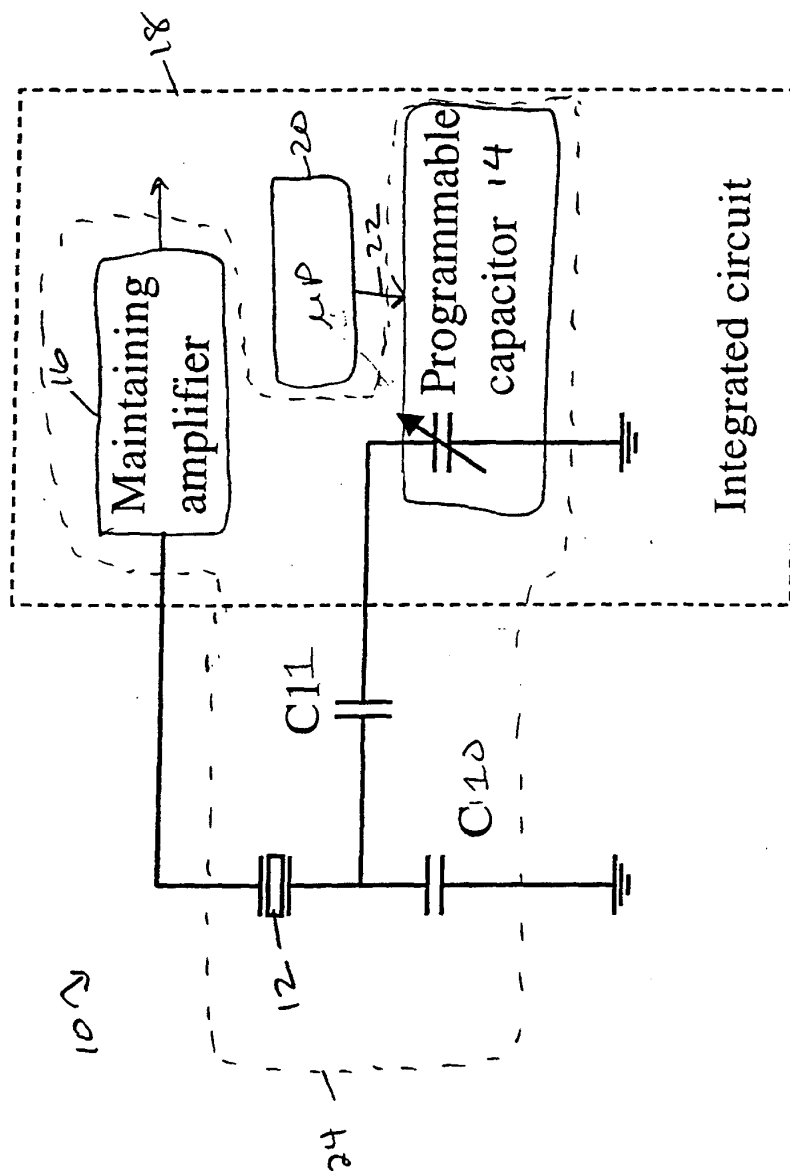 10
18
16
Maintaining
amplifier
20
μP
22
12
C11
Programmable
capacitor 14
C10
24
Integrated circuit